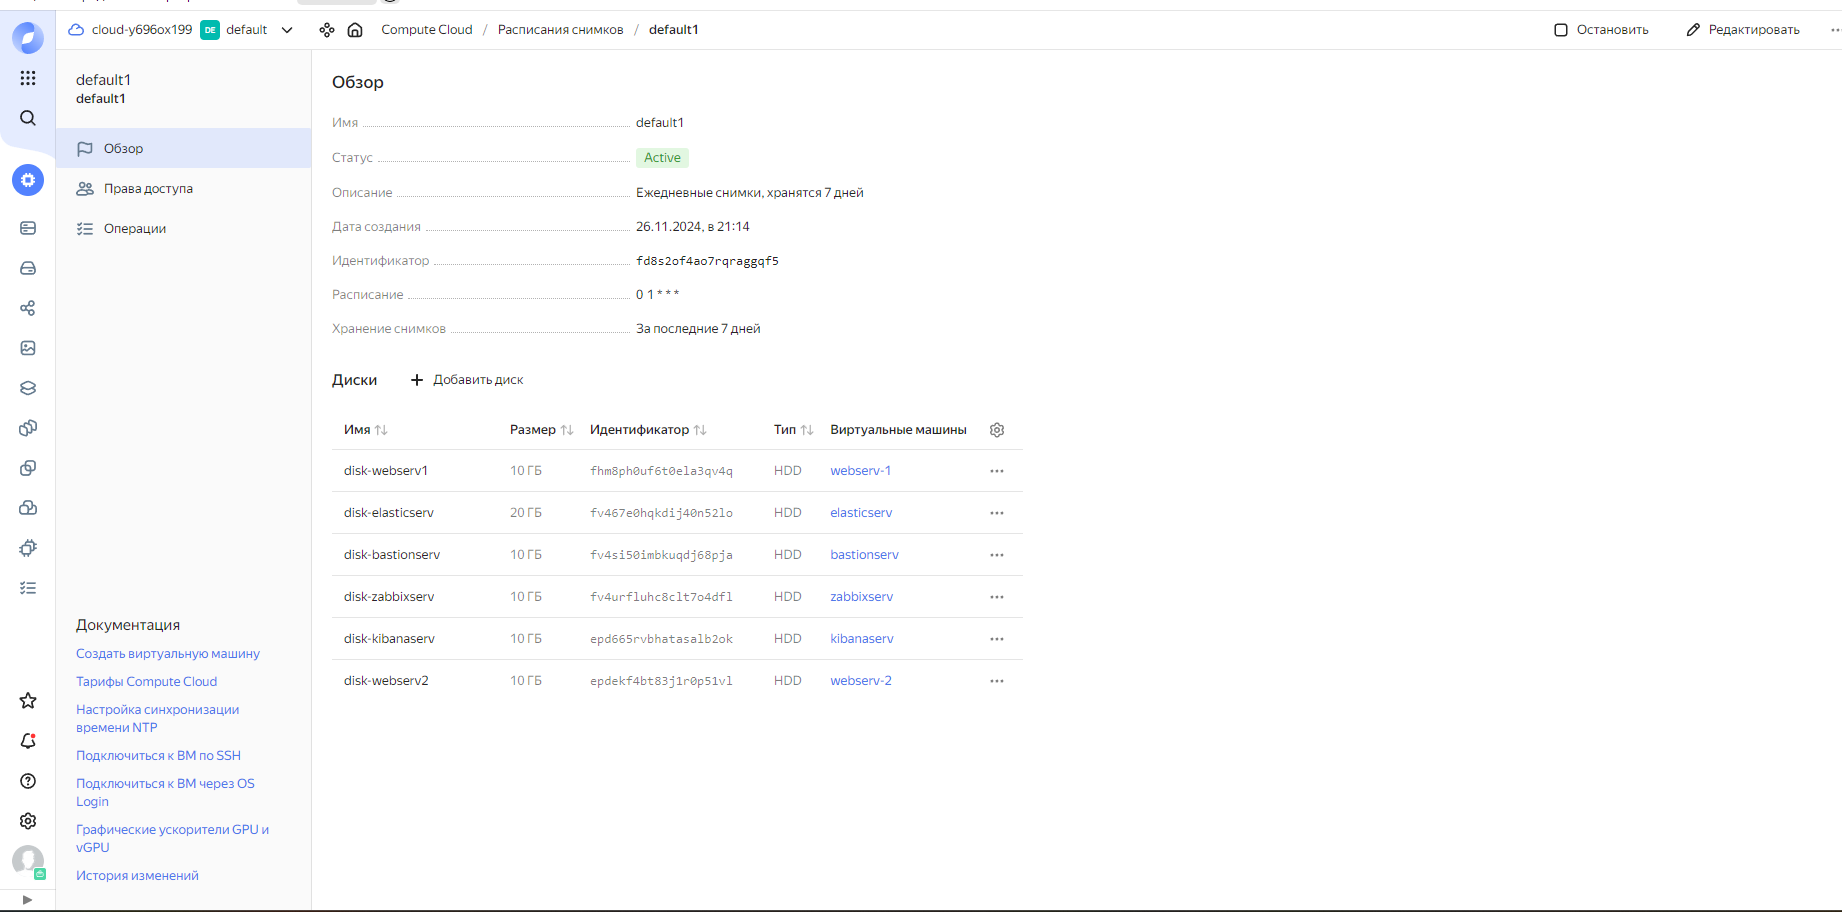 cloud-y696ox199 DE default Compute Cloud / Расписания снимков / default1 Остановить Редактировать
default1
default1
Обзор
Права доступа
Операции
Документация
Создать виртуальную машину
Тарифы Compute Cloud
Настройка синхронизации
времени NTP
Подключиться к ВМ по SSH
Подключиться к ВМ через OS
Login
Графические ускорители GPU и
vGPU
История изменений
Обзор
Имя default1
Статус Active
Описание Ежедневные снимки, хранятся 7 дней
Дата создания 26.11.2024, в 21:14
Идентификатор fd8s2of4ao7rqraggqf5
Расписание 0 1 * * *
Хранение снимков За последние 7 дней
Диски + Добавить диск
Имя Размер Идентификатор Тип Виртуальные машины
disk-webserv1 10 ГБ fhm8ph0uf6t0ela3qv4q HDD webserv-1
disk-elasticserv 20 ГБ fv467e0hqkdij40n52lo HDD elasticserv
disk-bastionserv 10 ГБ fv4si50imbkuqdj68pja HDD bastionserv
disk-zabbixserv 10 ГБ fv4urfluhc8clt7o4dfl HDD zabbixserv
disk-kibanaserv 10 ГБ epd665rvbhatasalb2ok HDD kibanaserv
disk-webserv2 10 ГБ epdekf4bt83j1r0p51vl HDD webserv-2